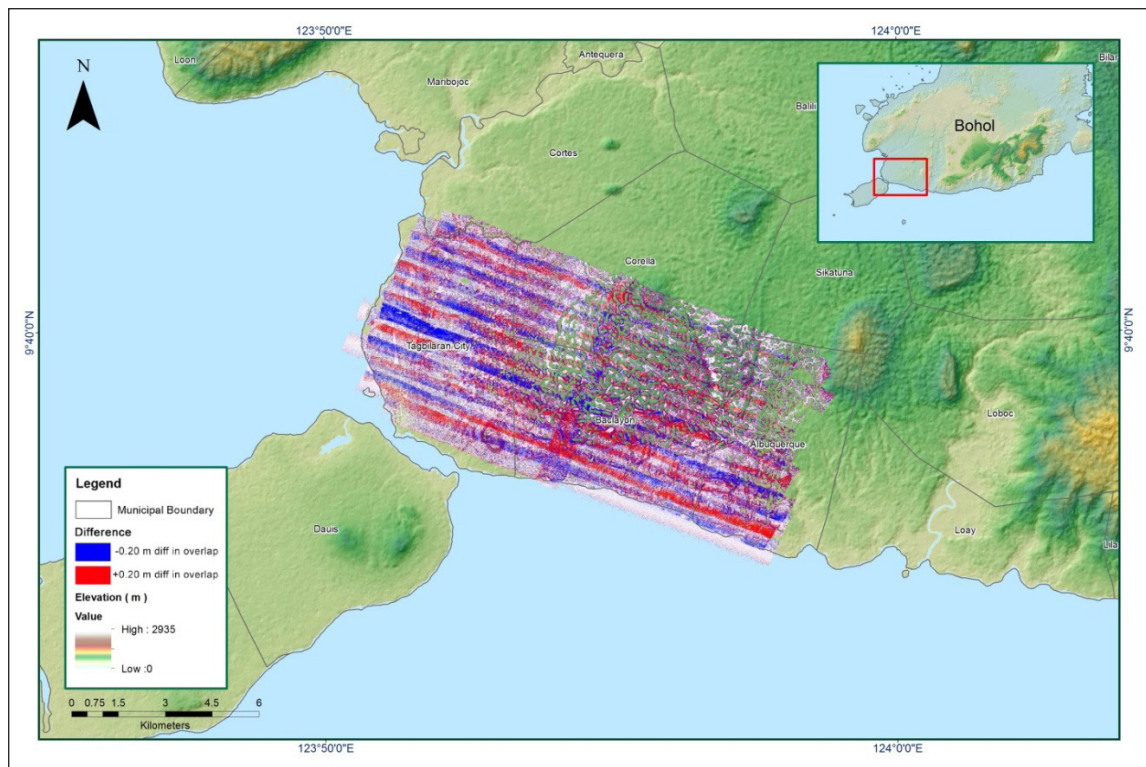 123°50'0"E
124°0'0"E
N
Loon
Antequera
Maribojoc
Cortes
Balili
Bilar
Bohol
Corella
Sikatuna
9°40'0"N
9°40'0"N
Tagbilaran City
Baclayon
Alburquerque
Loboc
Dauis
Loay
Lila
Legend
Municipal Boundary
Difference
-0.20 m diff in overlap
+0.20 m diff in overlap
Elevation ( m )
Value
High : 2935
Low :0
0 0.75 1.5 3 4.5 6
Kilometers
123°50'0"E
124°0'0"E